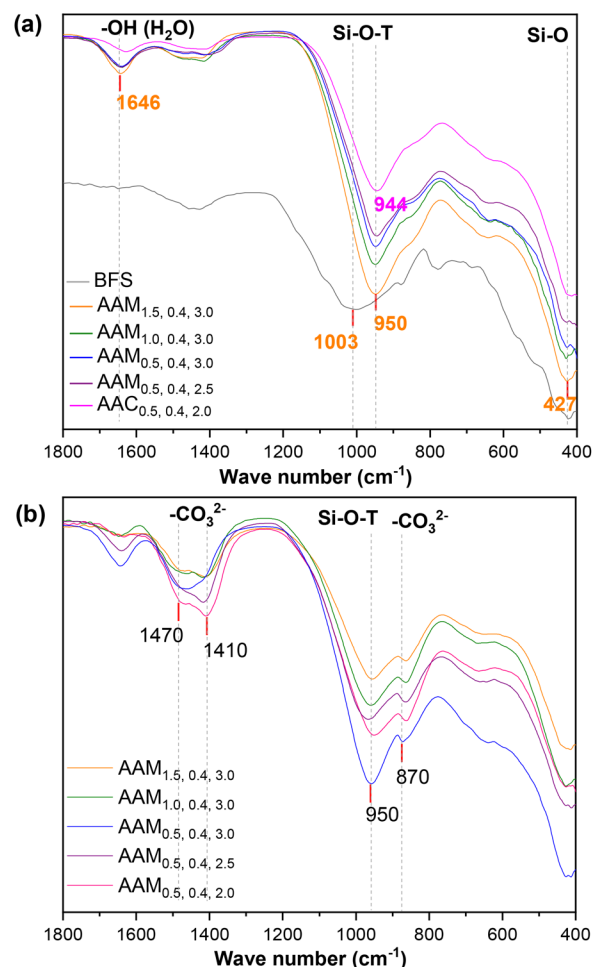 (a)
-OH (H₂O)
Si-O-T
Si-O
1646
944
950
1003
427
BFS
AAM₁.₅, ₀.₄, ₃.₀
AAM₁.₀, ₀.₄, ₃.₀
AAM₀.₅, ₀.₄, ₃.₀
AAM₀.₅, ₀.₄, ₂.₅
AAC₀.₅, ₀.₄, ₂.₀
1800 1600 1400 1200 1000 800 600 400
Wave number (cm⁻¹)
(b)
-CO₃²⁻
Si-O-T
-CO₃²⁻
1470
1410
870
950
AAM₁.₅, ₀.₄, ₃.₀
AAM₁.₀, ₀.₄, ₃.₀
AAM₀.₅, ₀.₄, ₃.₀
AAM₀.₅, ₀.₄, ₂.₅
AAM₀.₅, ₀.₄, ₂.₀
1800 1600 1400 1200 1000 800 600 400
Wave number (cm⁻¹)